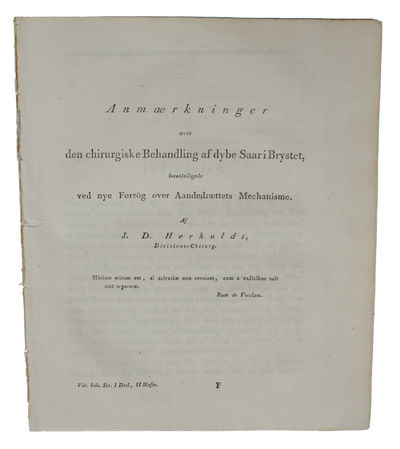 Anmærkninger
over
den chirurgiske Behandling af dybe Saar i Brystet,
foranledigede
ved nye Forsög over Aandedrættets Mechanisme.
Af
J. D. Herholdt,
Divisions-Chirurg.
Minime mirum est, si scientiæ non crescant, cum a radicibus suis
sint separatæ.
Baco de Verulam.
Vid. Sels. Skr. I Deel, II Hæfte.
F